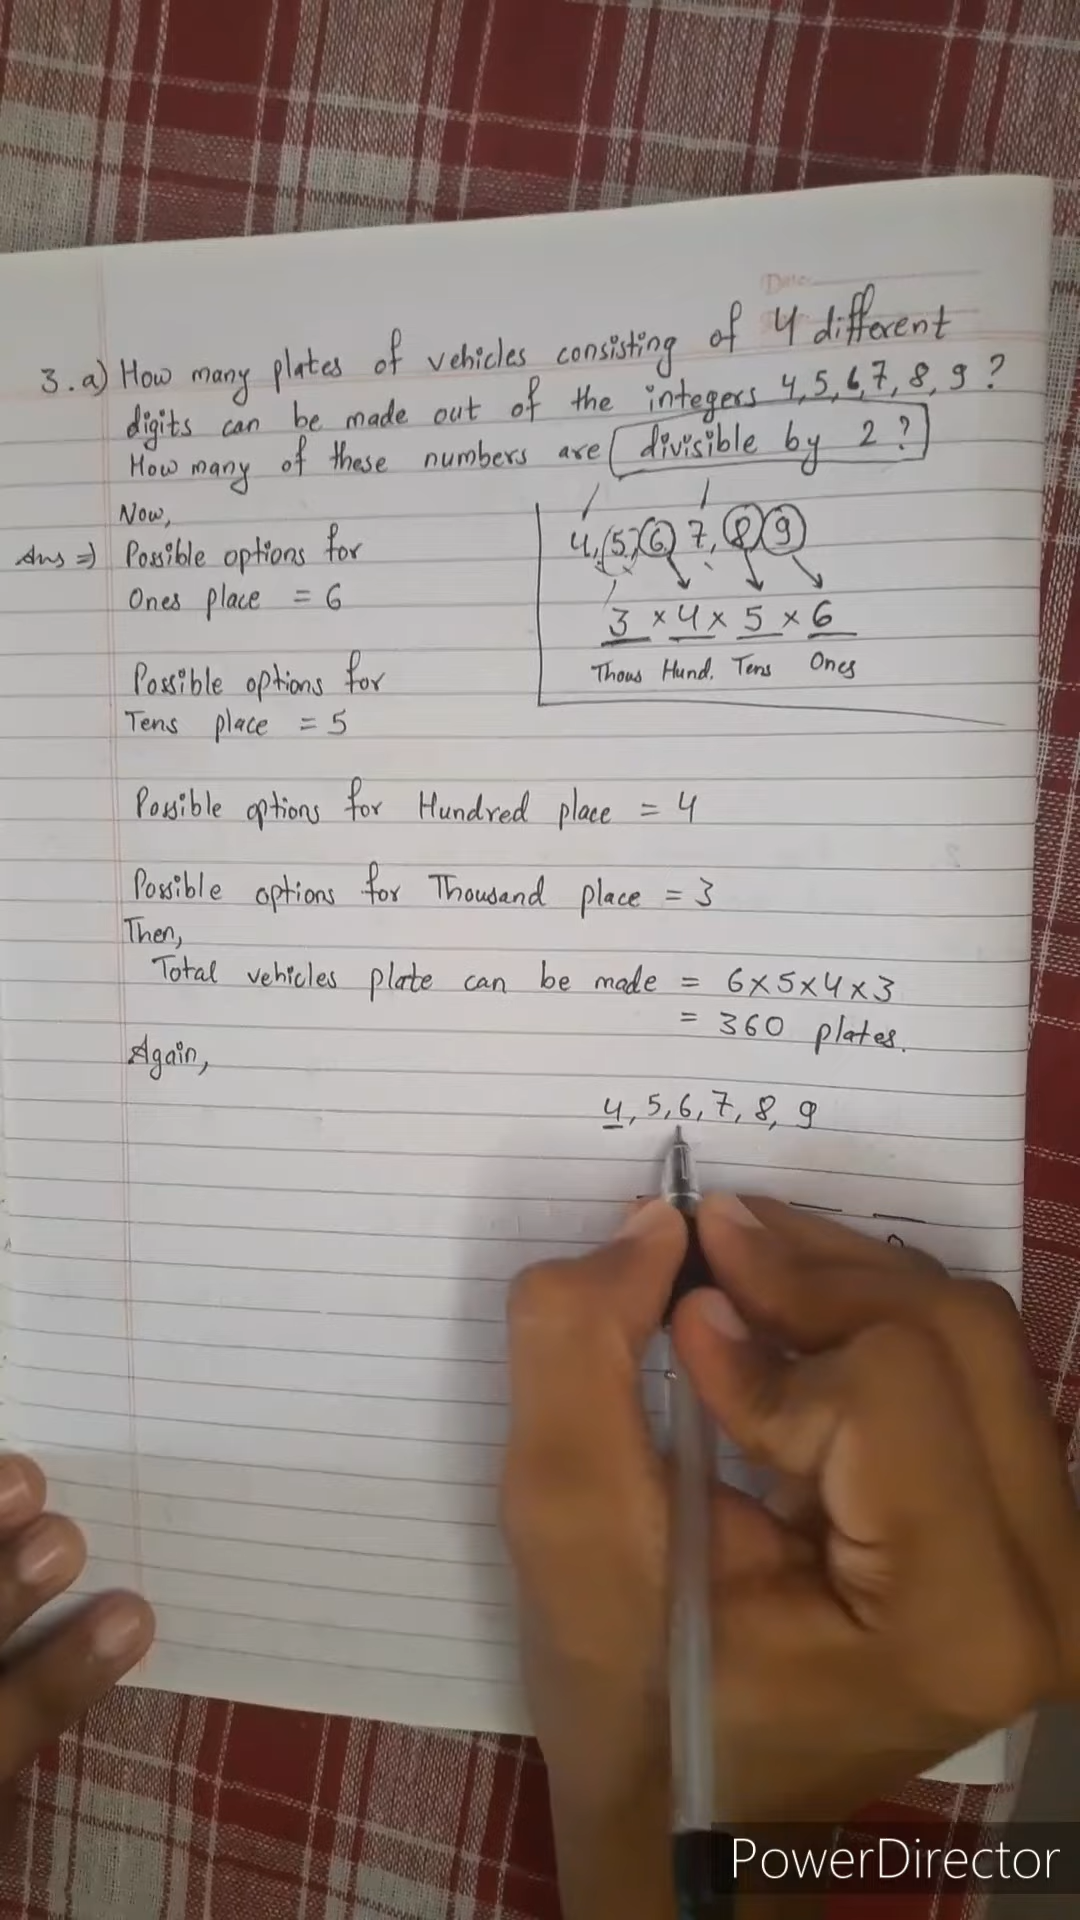 Date:
3. a) How many plates of vehicles consisting of 4 different
digits can be made out of the integers 4, 5, 6, 7, 8, 9 ?
How many of these numbers are divisible by 2 ?
Now,
Ans ⇒ Possible options for
Ones place = 6
4, 5, 6, 7, 8, 9
3 × 4 × 5 × 6
Thous Hund. Tens Ones
Possible options for
Tens place = 5
Possible options for Hundred place = 4
Possible options for Thousand place = 3
Then,
Total vehicles plate can be made = 6×5×4×3
= 360 plates.
Again,
4, 5, 6, 7, 8, 9
PowerDirector